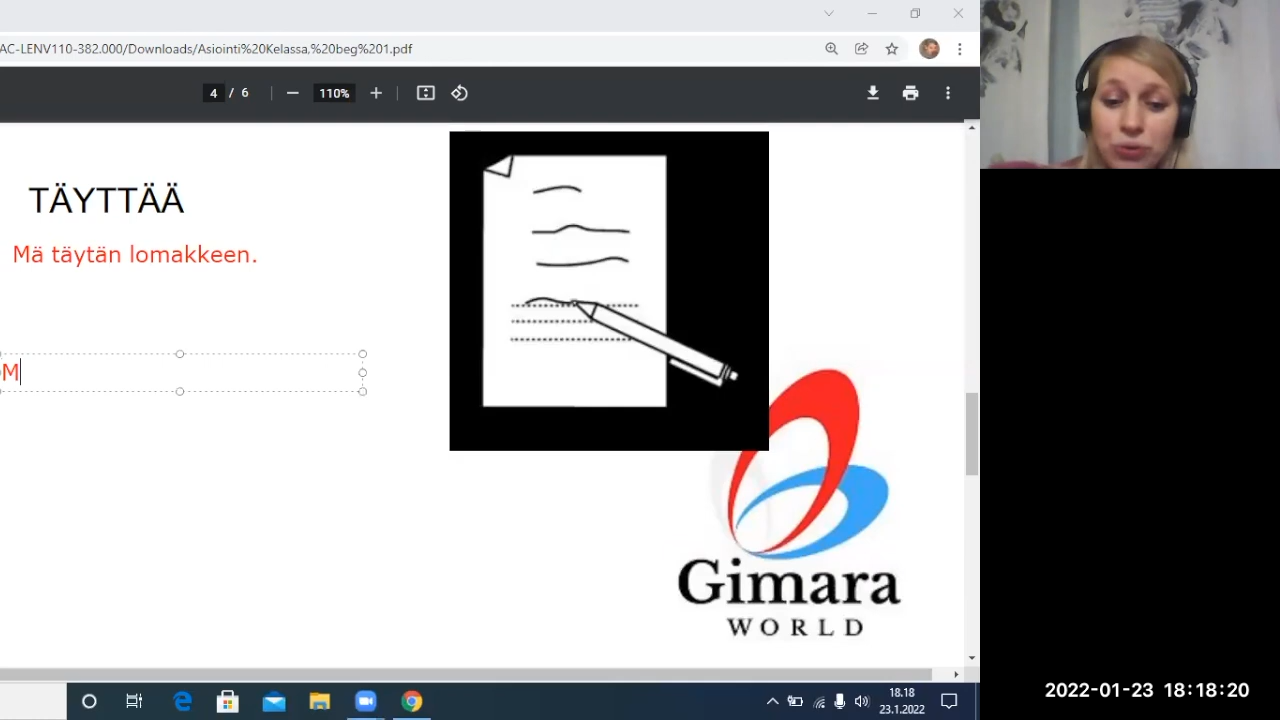 AC-LENV110-382.000/Downloads/Asiointi%20Kelassa,%20beg%201.pdf
4 / 6
110%
TÄYTTÄÄ
Mä täytän lomakkeen.
M
Gimara
WORLD
18.18
23.1.2022
2022-01-23 18:18:20